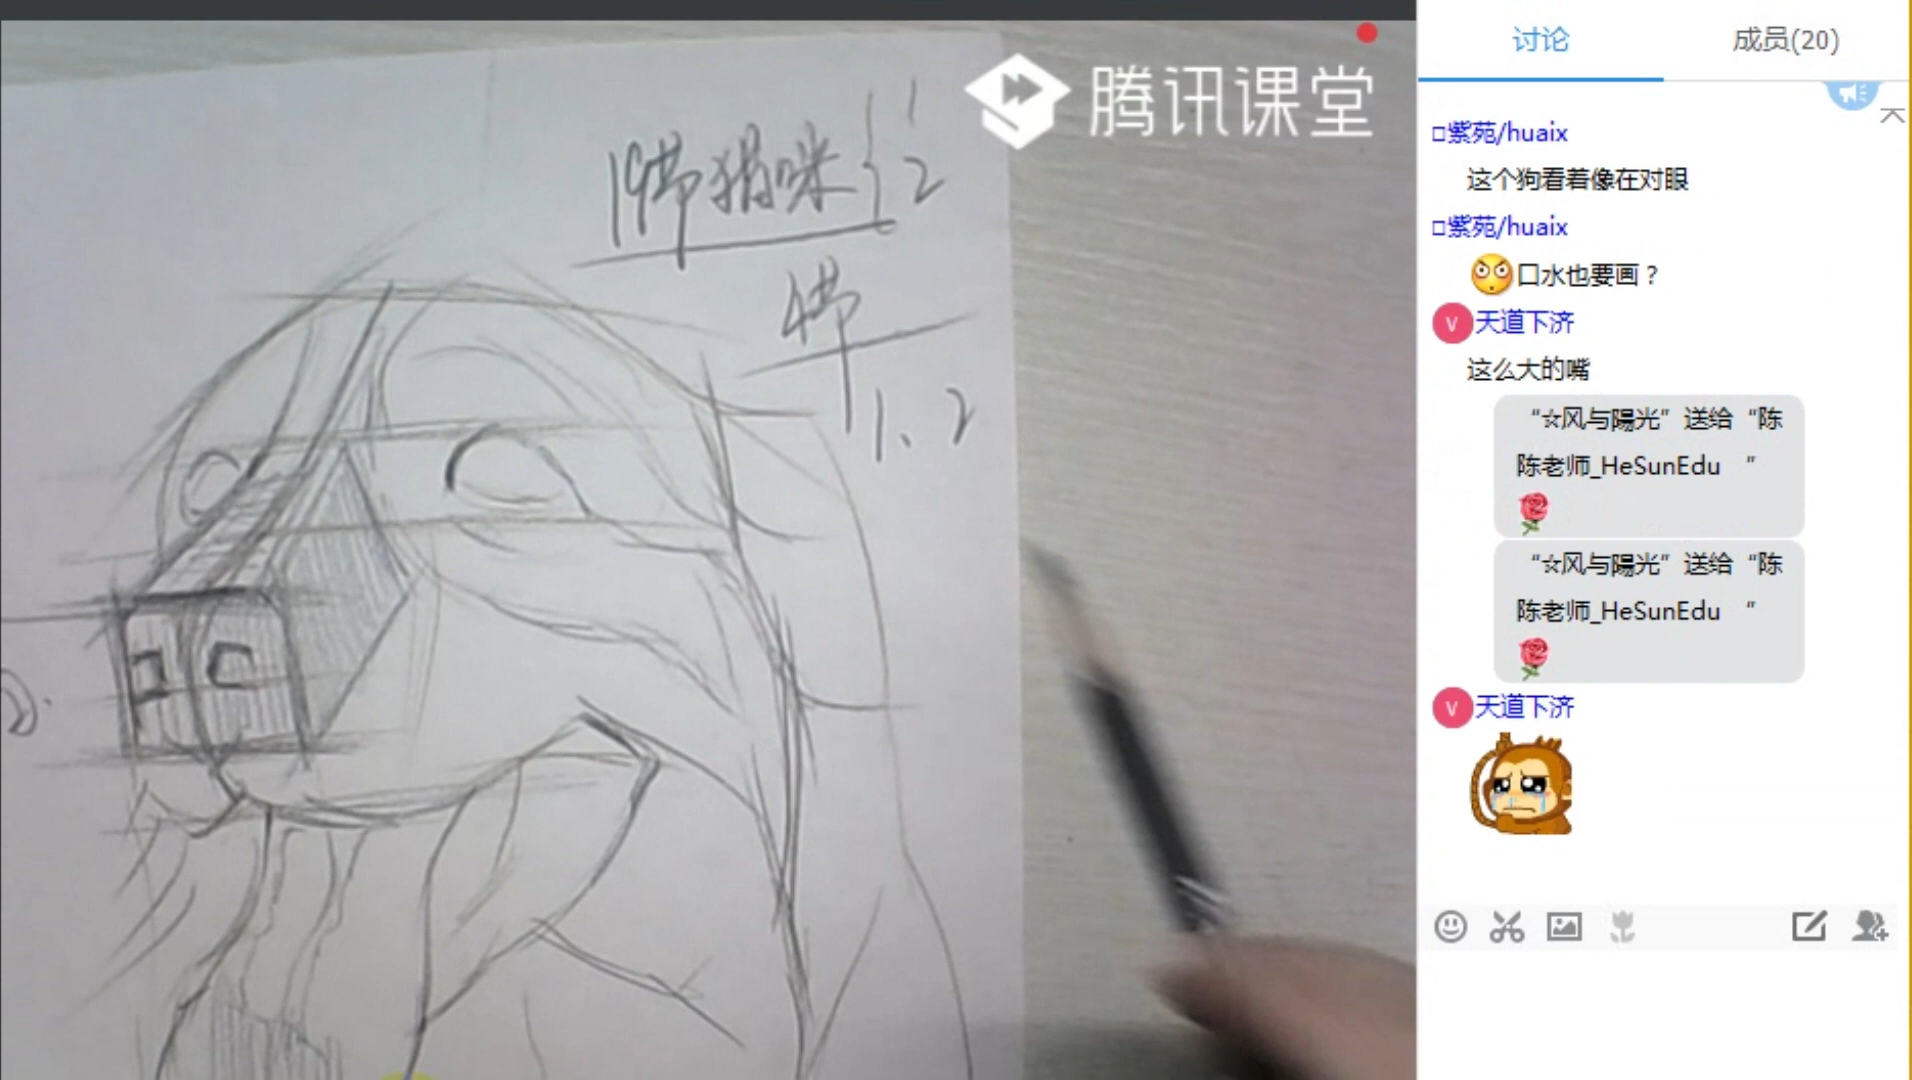 腾讯课堂
1、2
讨论
成员(20)
□紫苑/huaix
这个狗看着像在对眼
□紫苑/huaix
口水也要画？
V
天道下济
这么大的嘴
“☆风与陽光”送给“陈
陈老师_HeSunEdu ”
“☆风与陽光”送给“陈
陈老师_HeSunEdu ”
V
天道下济